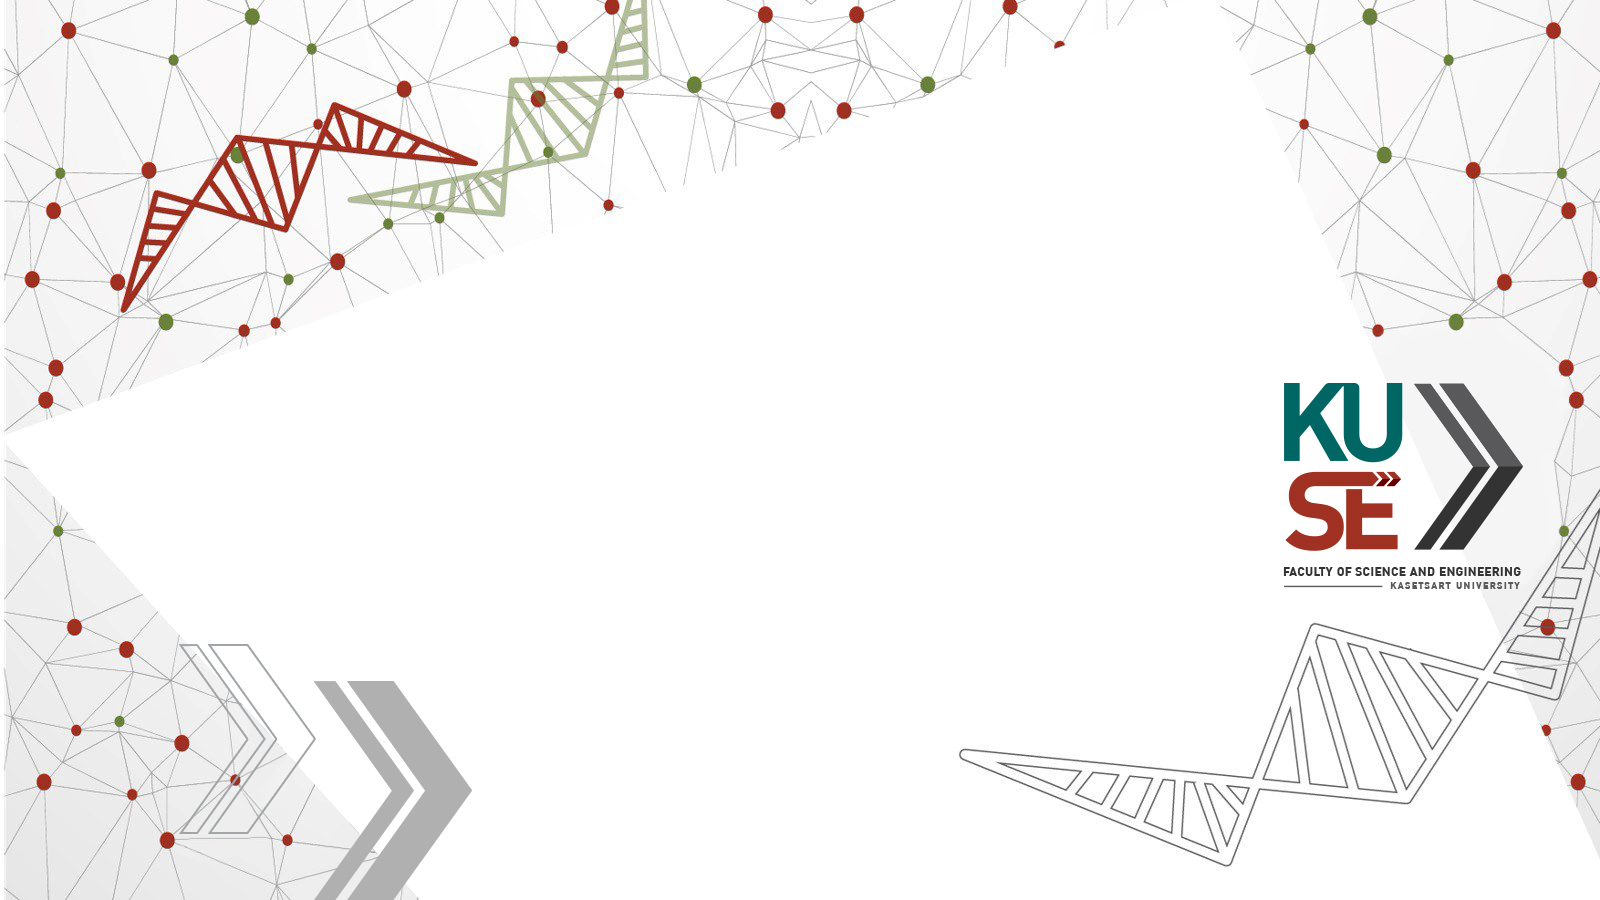 KU
SE
FACULTY OF SCIENCE AND ENGINEERING
KASETSART UNIVERSITY